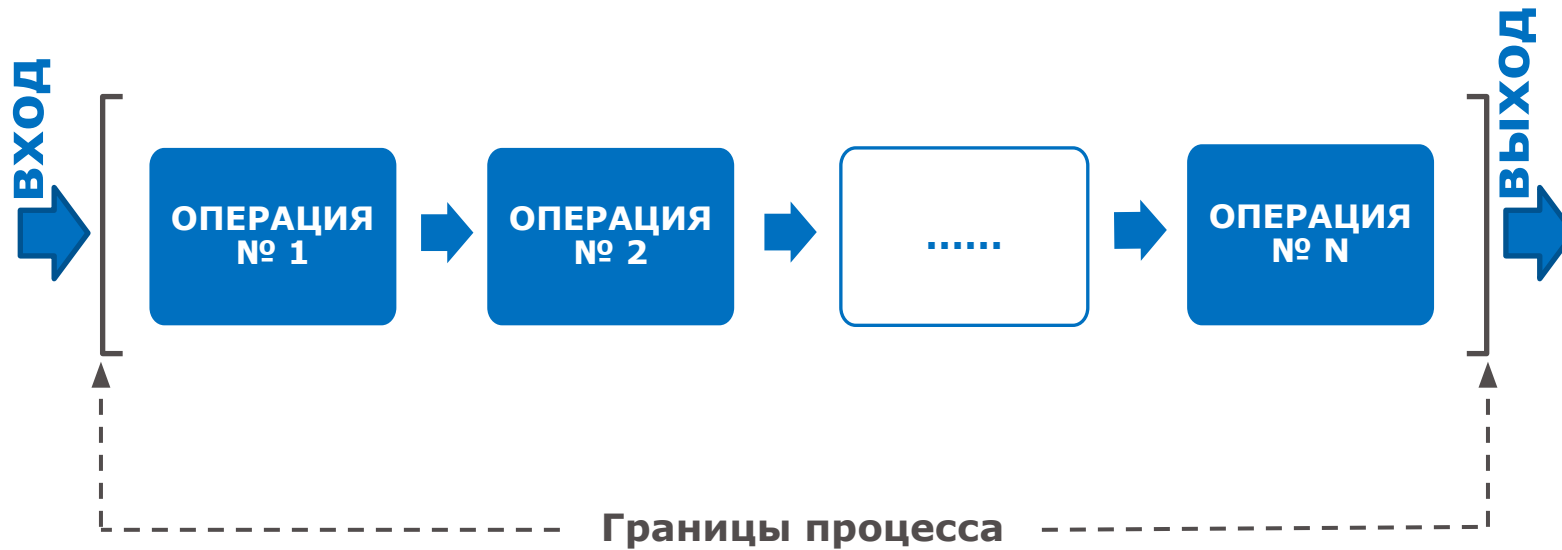 ВХОД
ОПЕРАЦИЯ
№ 1
ОПЕРАЦИЯ
№ 2
......
ОПЕРАЦИЯ
№ N
ВЫХОД
Границы процесса